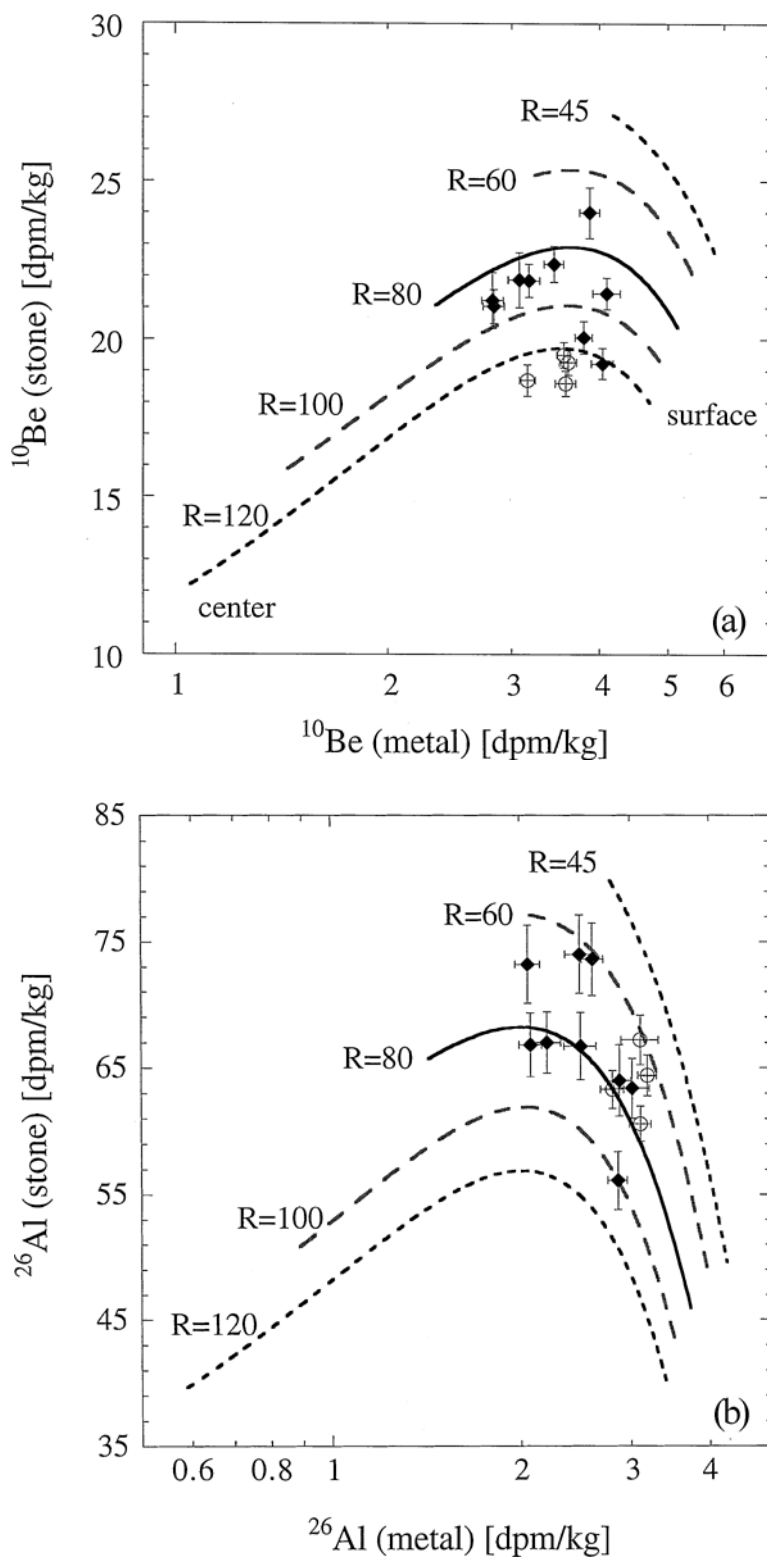 30
25
20
15
10
¹⁰Be (stone) [dpm/kg]
R=45
R=60
R=80
R=100
R=120
surface
center
(a)
1 2 3 4 5 6
¹⁰Be (metal) [dpm/kg]
85
75
65
55
45
35
²⁶Al (stone) [dpm/kg]
R=45
R=60
R=80
R=100
R=120
(b)
0.6 0.8 1 2 3 4
²⁶Al (metal) [dpm/kg]